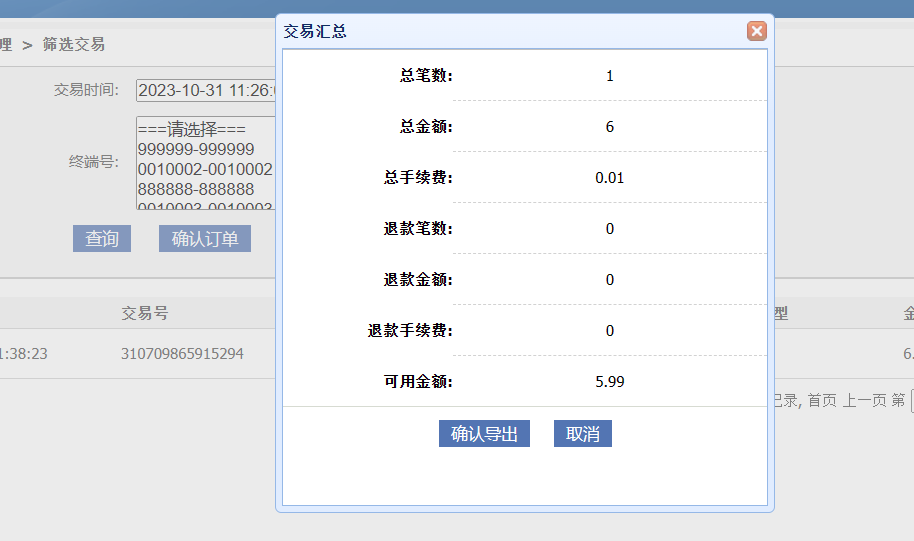 交易汇总
理 > 筛选交易
交易时间: 2023-10-31 11:26:
终端号:
===请选择===
999999-999999
0010002-0010002
888888-888888
0010003-0010003
查询 确认订单
交易号 型 金
1:38:23 310709865915294 6.
记录, 首页 上一页 第
总笔数: 1
总金额: 6
总手续费: 0.01
退款笔数: 0
退款金额: 0
退款手续费: 0
可用金额: 5.99
确认导出 取消